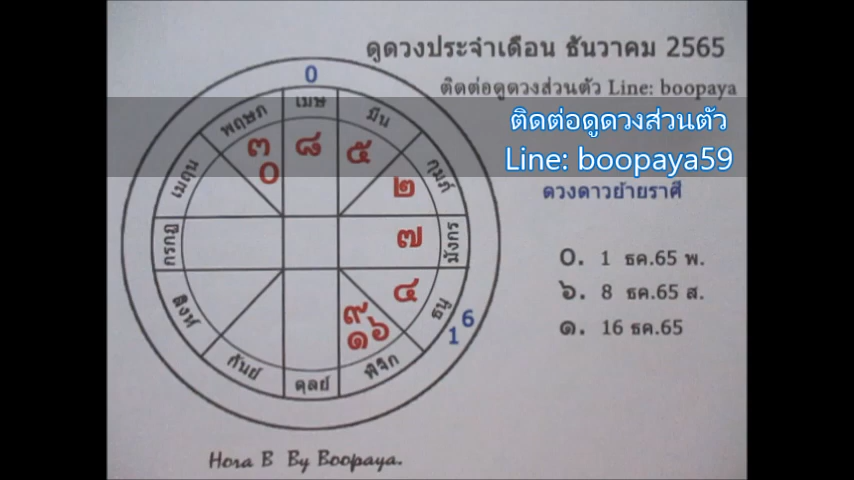 ดูดวงประจำเดือน ธันวาคม 2565
ติดต่อดูดวงส่วนตัว Line: boopaya
ติดต่อดูดวงส่วนตัว
Line: boopaya59
ดวงดาวย้ายราศี
๐. 1 ธค.65 พ.
๖. 8 ธค.65 ส.
๑. 16 ธค.65
0
เมษ
พฤษภ
มีน
เมถุน
กุมภ์
กรกฎ
มังกร
สิงห์
ธนู
กันย์
ตุลย์
พิจิก
๓
๐
๘
๕
๒
๗
๔
๙
๑ ๖
6
1
Hora B By Boopaya.